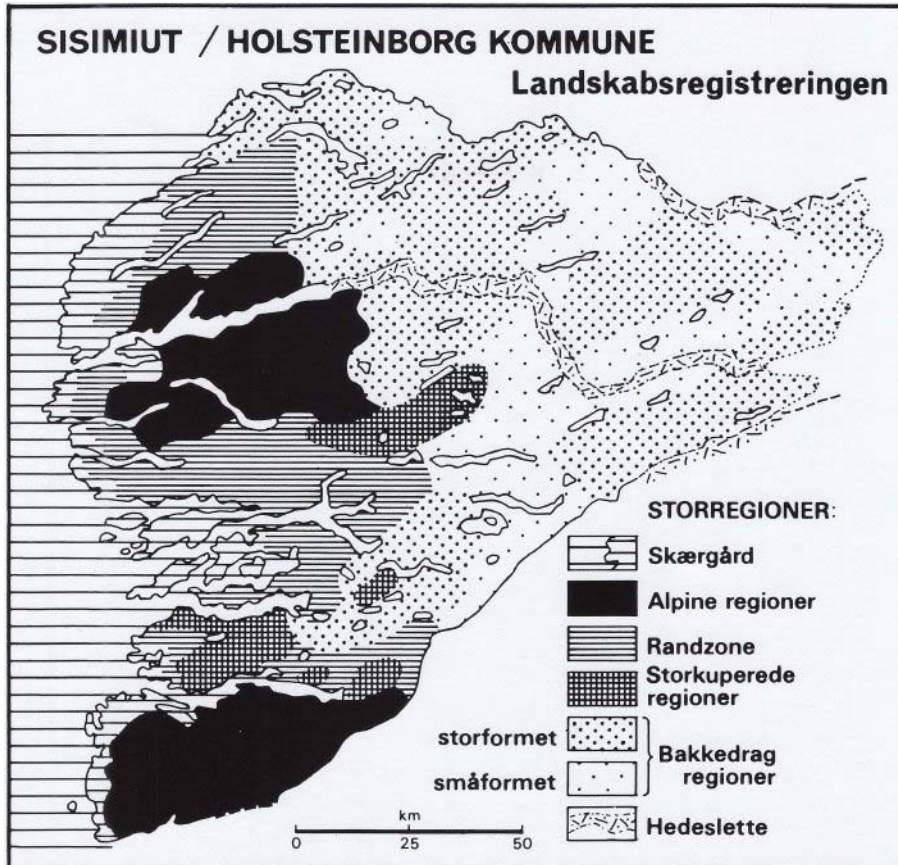 SISIMIUT / HOLSTEINBORG KOMMUNE
Landskabsregistreringen
STORREGIONER:
Skærgård
Alpine regioner
Randzone
Storkuperede
regioner
storformet
småformet
Bakkedrag
regioner
Hedeslette
km
0 25 50